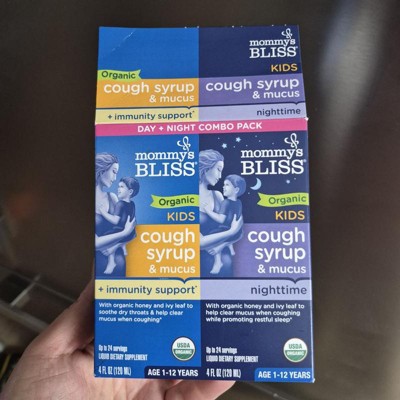 mommy's
BLISS
KIDS
Organic
cough syrup
& mucus
cough syrup
& mucus
+ immunity support*
nighttime
DAY + NIGHT COMBO PACK
mommy's
BLISS®
Organic
KIDS
cough
syrup
& mucus
+ immunity support*
With organic honey and ivy leaf to
soothe dry throats & help clear
mucus when coughing*
USDA
ORGANIC
Up to 24 servings
LIQUID DIETARY SUPPLEMENT
4 FL OZ (120 mL)
AGE 1-12 YEARS
mommy's
BLISS®
Organic
KIDS
cough
syrup
& mucus
nighttime
With organic honey and ivy leaf to
help clear mucus when coughing
while promoting restful sleep*
USDA
ORGANIC
Up to 24 servings
LIQUID DIETARY SUPPLEMENT
4 FL OZ (120 mL)
AGE 1-12 YEARS